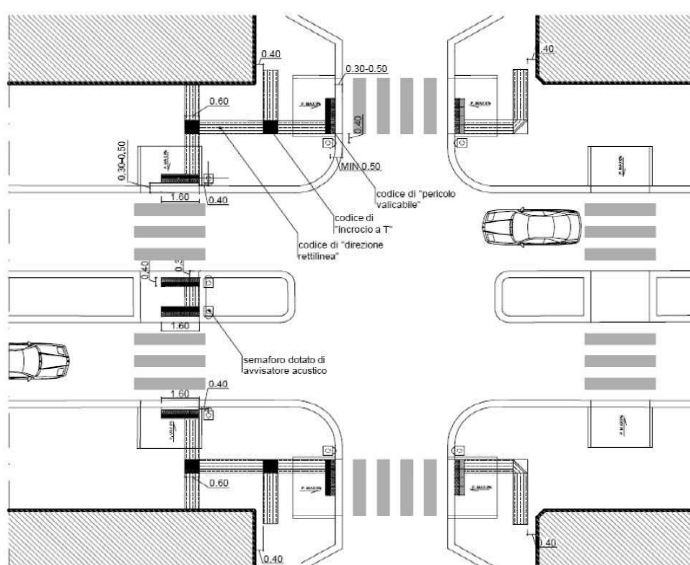 0.40
.40
0.30-0.50
0.60
0.40
MIN 0.50
0.30-0.50
codice di "pericolo
valicabile"
1.60
0.40
codice di
"incrocio a T"
codice di "direzione
rettilinea"
0.40
1.60
semaforo dotato di
avvisatore acustico
1.60
0.40
0.60
0.40
0.40